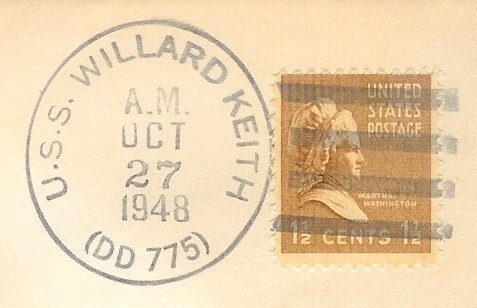 U.S.S. WILLARD KEITH
A.M.
OCT
27
1948
(DD 775)
UNITED
STATES
POSTAGE
MARTHA
WASHINGTON
1½ CENTS 1½